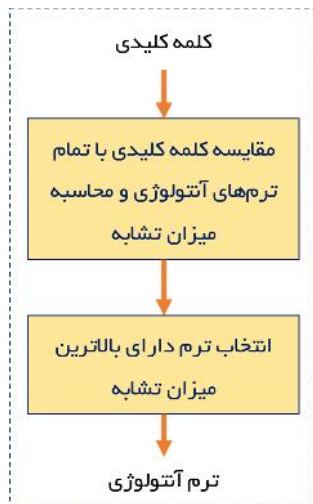 کلمه کلیدی
مقایسه کلمه کلیدی با تمام
ترم‌های آنتولوژی و محاسبه
میزان تشابه
انتخاب ترم دارای بالاترین
میزان تشابه
ترم آنتولوژی